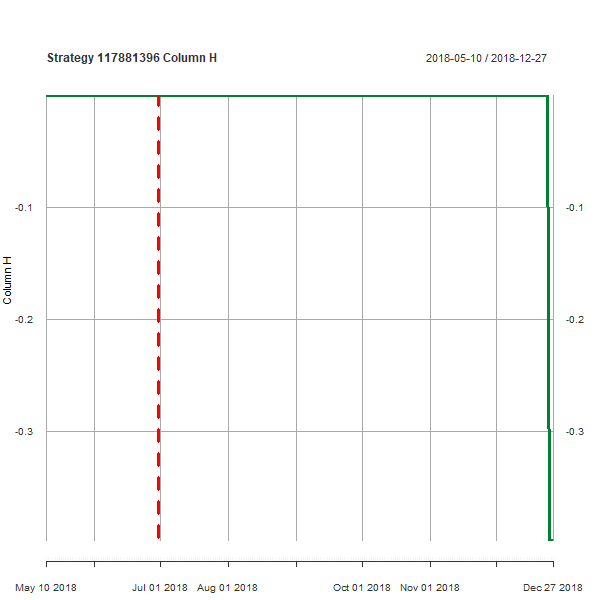 Strategy 117881396 Column H 2018-05-10 / 2018-12-27
-0.1 -0.1
-0.2 -0.2
-0.3 -0.3
Column H
May 10 2018 Jul 01 2018 Aug 01 2018 Oct 01 2018 Nov 01 2018 Dec 27 2018